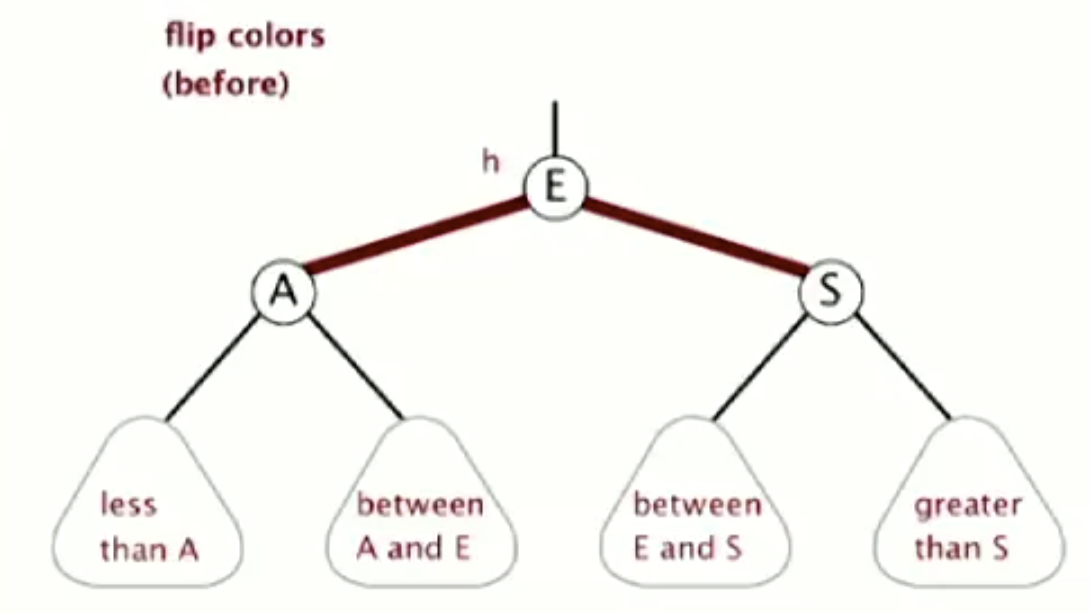 flip colors
(before)
h
E
A
S
less
than A
between
A and E
between
E and S
greater
than S